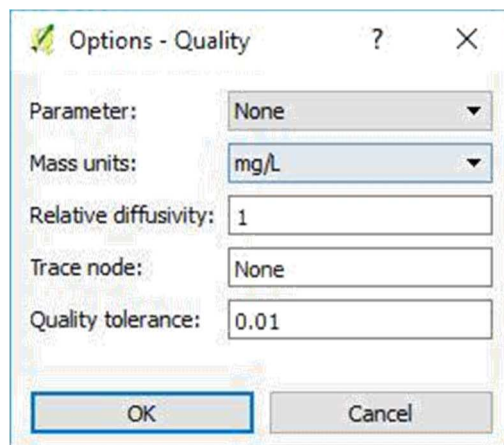 Options - Quality ? ×
Parameter: None
Mass units: mg/L
Relative diffusivity: 1
Trace node: None
Quality tolerance: 0.01
OK Cancel